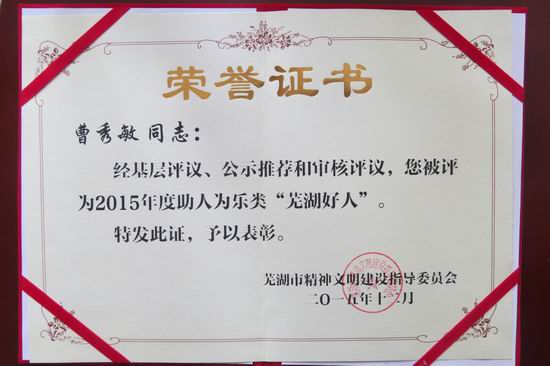 荣誉证书
曹秀敏同志：
经基层评议、公示推荐和审核评议，您被评
为2015年度助人为乐类“芜湖好人”。
特发此证，予以表彰。
芜湖市精神文明建设指导委员会
二〇一五年十二月